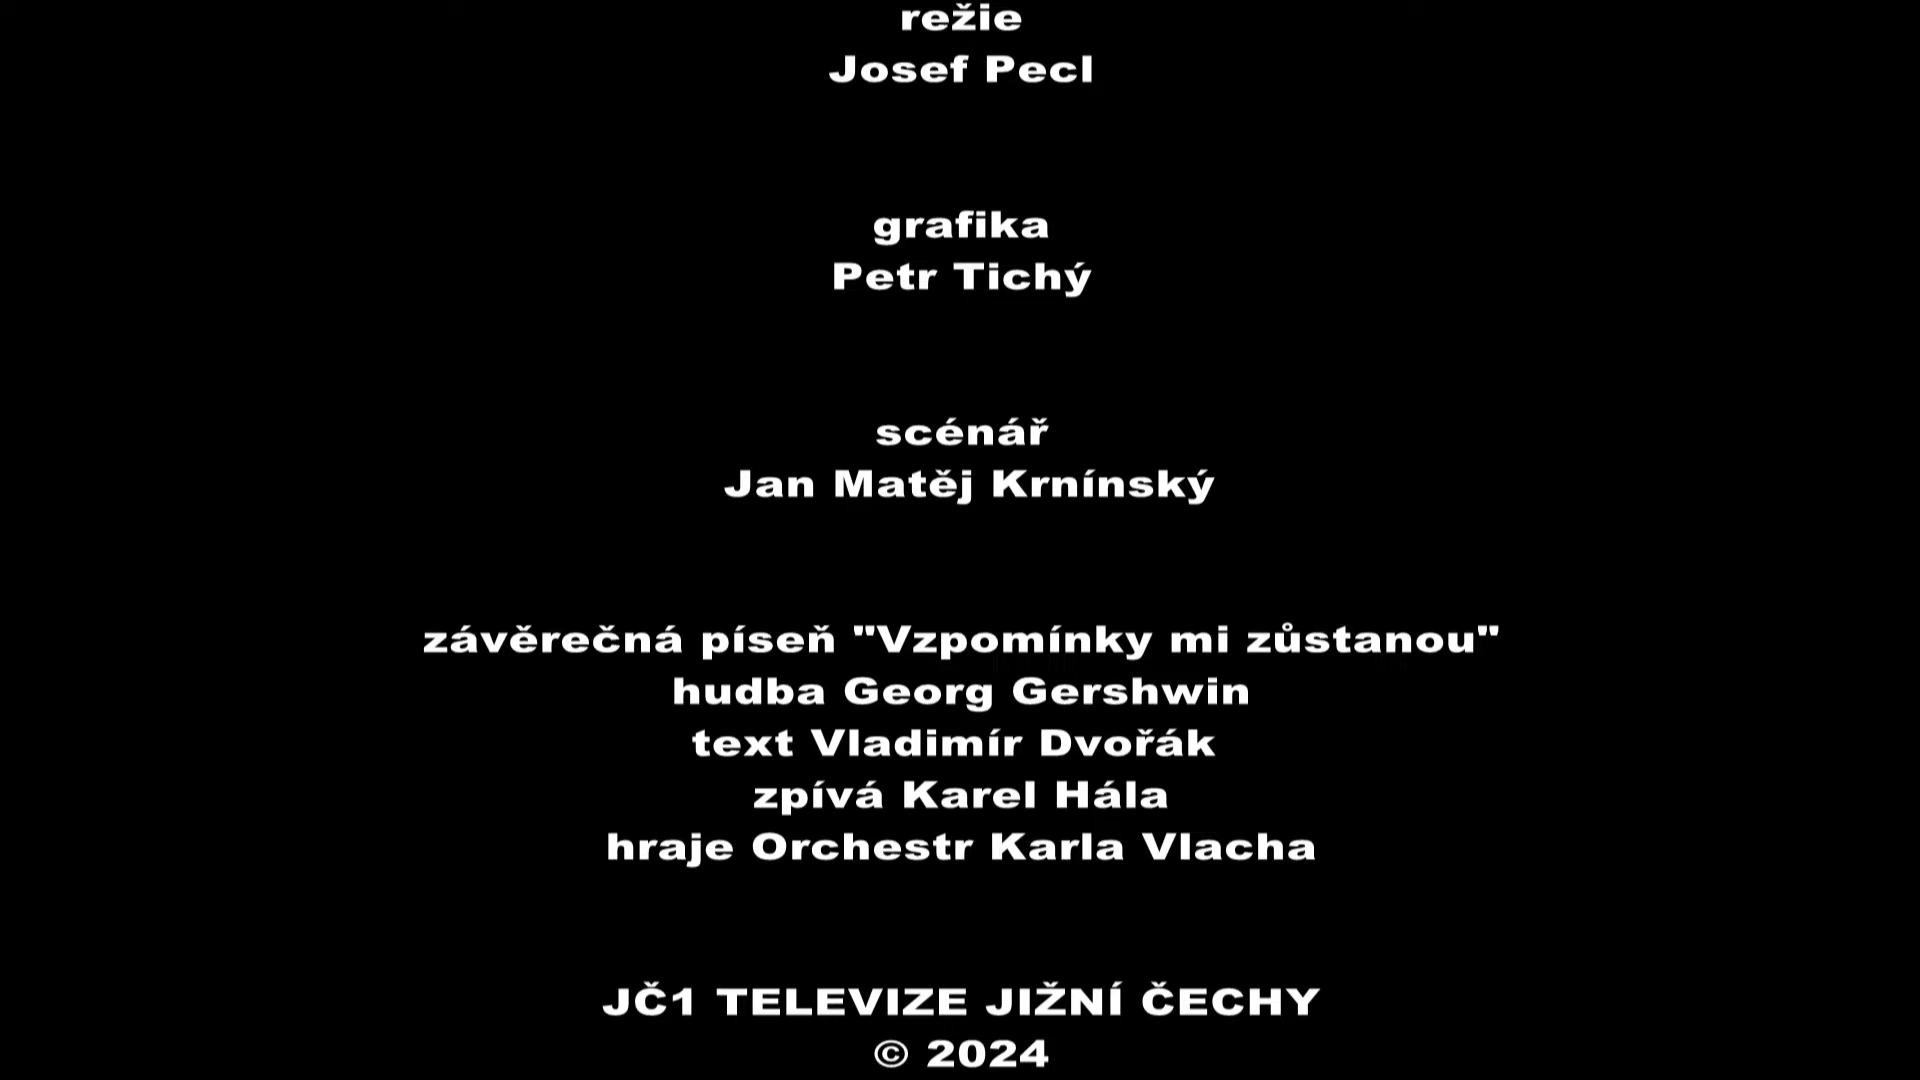 režie
Josef Pecl
grafika
Petr Tichý
scénář
Jan Matěj Krnínský
závěrečná píseň "Vzpomínky mi zůstanou"
hudba Georg Gershwin
text Vladimír Dvořák
zpívá Karel Hála
hraje Orchestr Karla Vlacha
JČ1 TELEVIZE JIŽNÍ ČECHY
© 2024